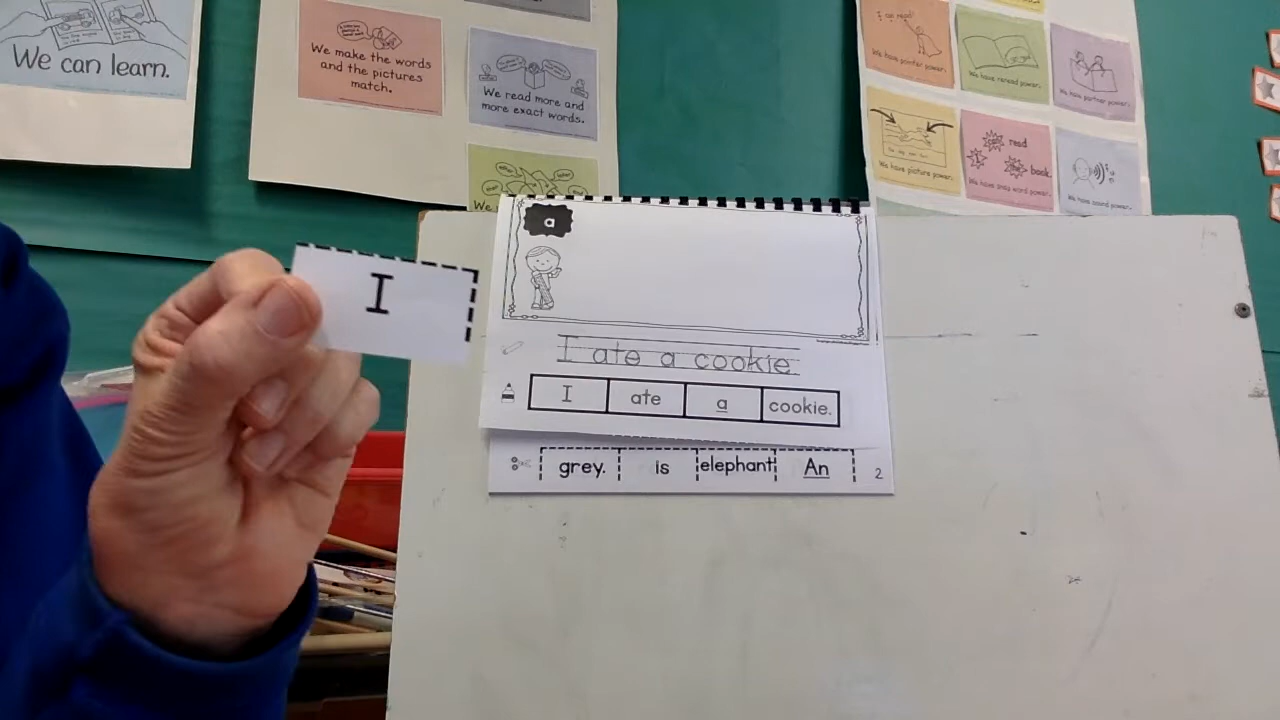 We can learn.
We make the words
and the pictures
match.
We read more and
more exact words.
We
I can read!
We have pointer power.
We have reread power.
We have partner power.
We have picture power.
read
book
We have snap word power.
We have sound power.
I
a
I ate a cookie.
I ate a cookie.
grey. is elephant An 2